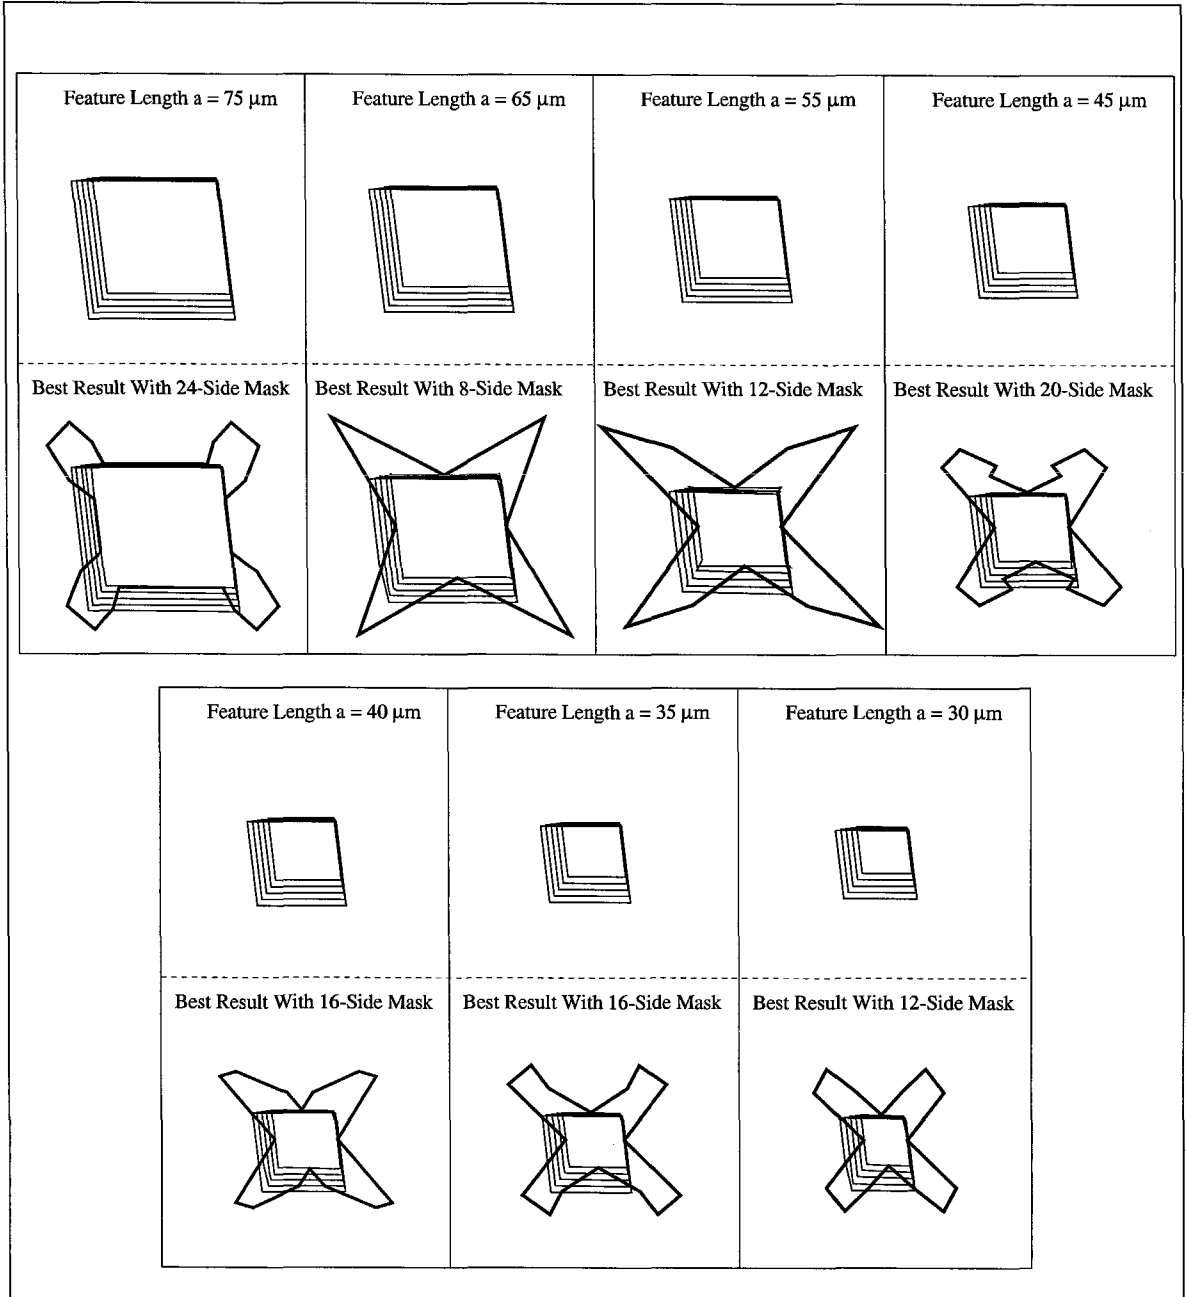 Feature Length a = 75 μm
Feature Length a = 65 μm
Feature Length a = 55 μm
Feature Length a = 45 μm
Best Result With 24-Side Mask
Best Result With 8-Side Mask
Best Result With 12-Side Mask
Best Result With 20-Side Mask
Feature Length a = 40 μm
Feature Length a = 35 μm
Feature Length a = 30 μm
Best Result With 16-Side Mask
Best Result With 16-Side Mask
Best Result With 12-Side Mask